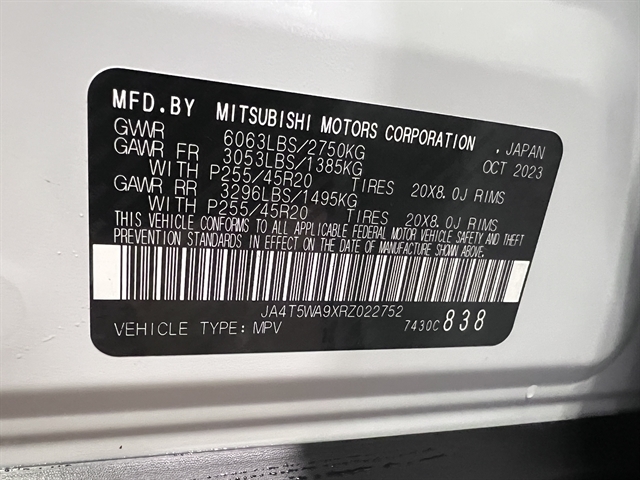 MFD.BY MITSUBISHI MOTORS CORPORATION, JAPAN
GVWR 6063LBS/2750KG OCT 2023
GAWR FR 3053LBS/1385KG
WITH P255/45R20 TIRES 20X8.0J RIMS
GAWR RR 3296LBS/1495KG
WITH P255/45R20 TIRES 20X8.0J RIMS
THIS VEHICLE CONFORMS TO ALL APPLICABLE FEDERAL MOTOR VEHICLE SAFETY AND THEFT
PREVENTION STANDARDS IN EFFECT ON THE DATE OF MANUFACTURE SHOWN ABOVE.
JA4T5WA9XRZ022752
VEHICLE TYPE: MPV 7430C 838